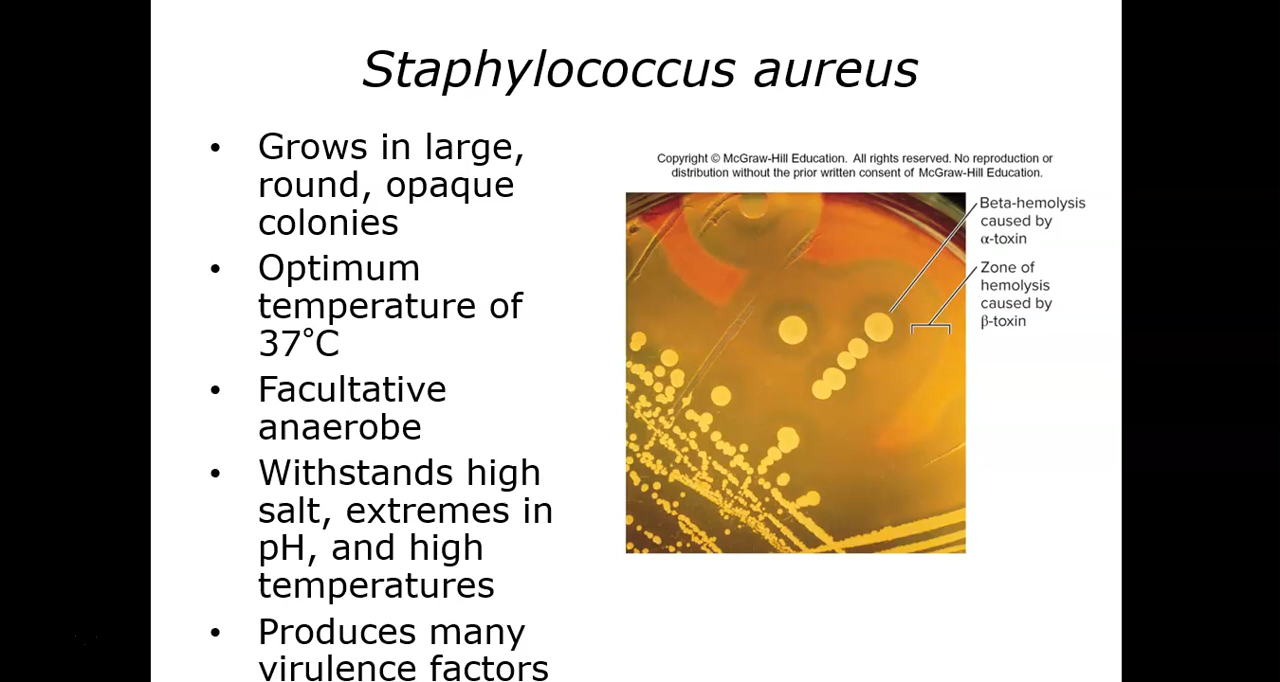 Staphylococcus aureus
• Grows in large,
round, opaque
colonies
• Optimum
temperature of
37°C
• Facultative
anaerobe
• Withstands high
salt, extremes in
pH, and high
temperatures
• Produces many
virulence factors
Copyright © McGraw-Hill Education. All rights reserved. No reproduction or
distribution without the prior written consent of McGraw-Hill Education.
Beta-hemolysis
caused by
α-toxin
Zone of
hemolysis
caused by
β-toxin